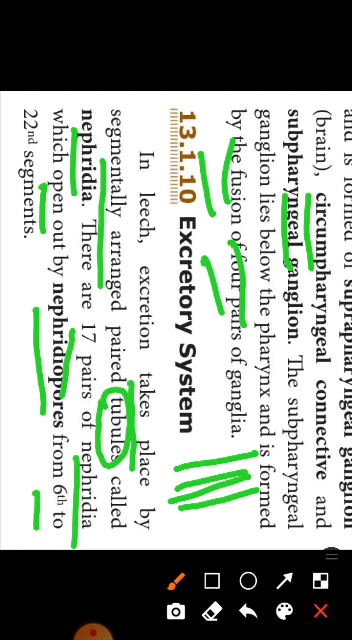 and is formed of suprapharyngeal ganglion
(brain), circumpharyngeal connective and
subpharyngeal ganglion. The subpharyngeal
ganglion lies below the pharynx and is formed
by the fusion of four pairs of ganglia.
13.1.10 Excretory System
In leech, excretion takes place by
segmentally arranged paired tubules called
nephridia. There are 17 pairs of nephridia
which open out by nephridiopores from 6th to
22nd segments.